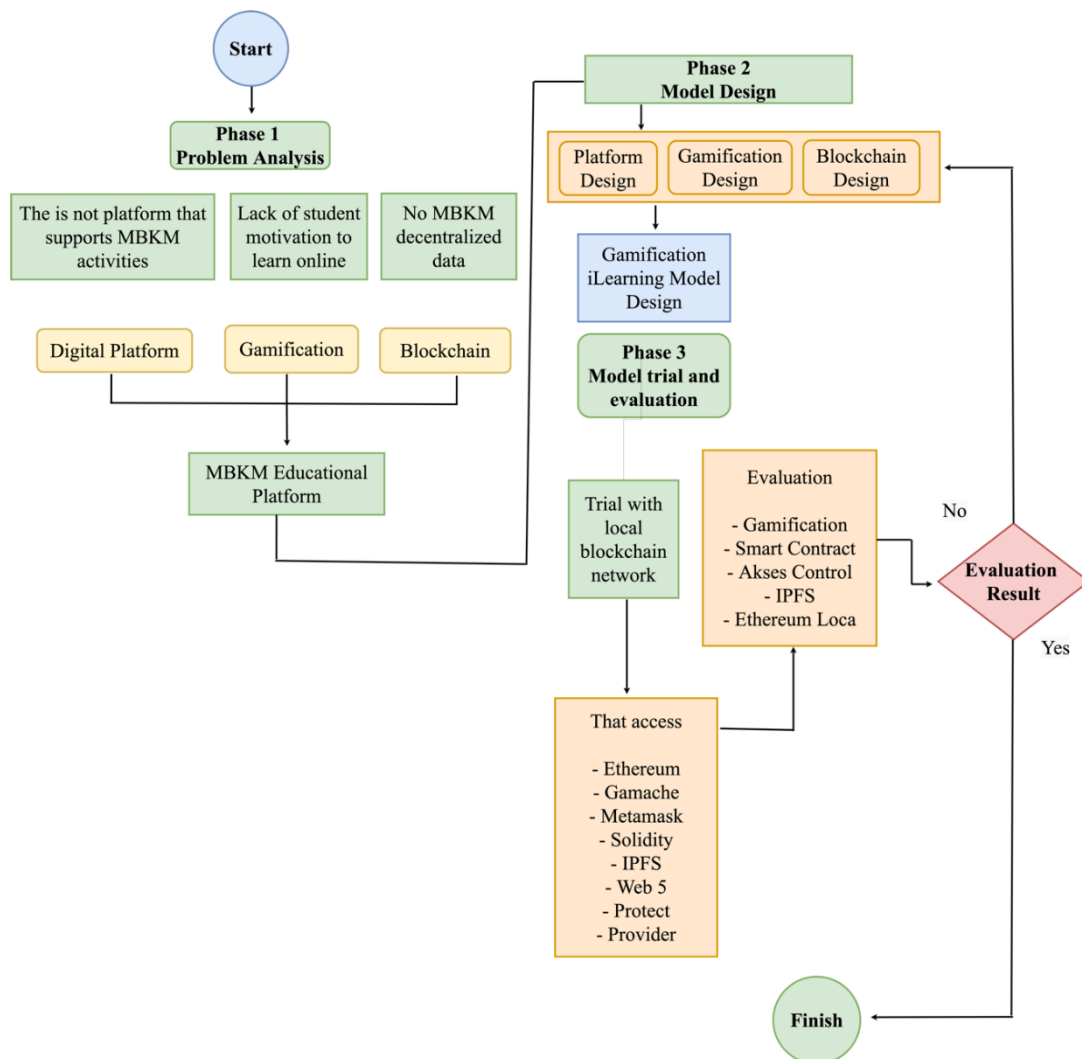 Start
Phase 1
Problem Analysis
The is not platform that
supports MBKM
activities
Lack of student
motivation to
learn online
No MBKM
decentralized
data
Digital Platform
Gamification
Blockchain
MBKM Educational
Platform
Phase 2
Model Design
Platform
Design
Gamification
Design
Blockchain
Design
Gamification
iLearning Model
Design
Phase 3
Model trial and
evaluation
Trial with
local
blockchain
network
That access
- Ethereum
- Gamache
- Metamask
- Solidity
- IPFS
- Web 5
- Protect
- Provider
Evaluation
- Gamification
- Smart Contract
- Akses Control
- IPFS
- Ethereum Loca
No
Evaluation
Result
Yes
Finish